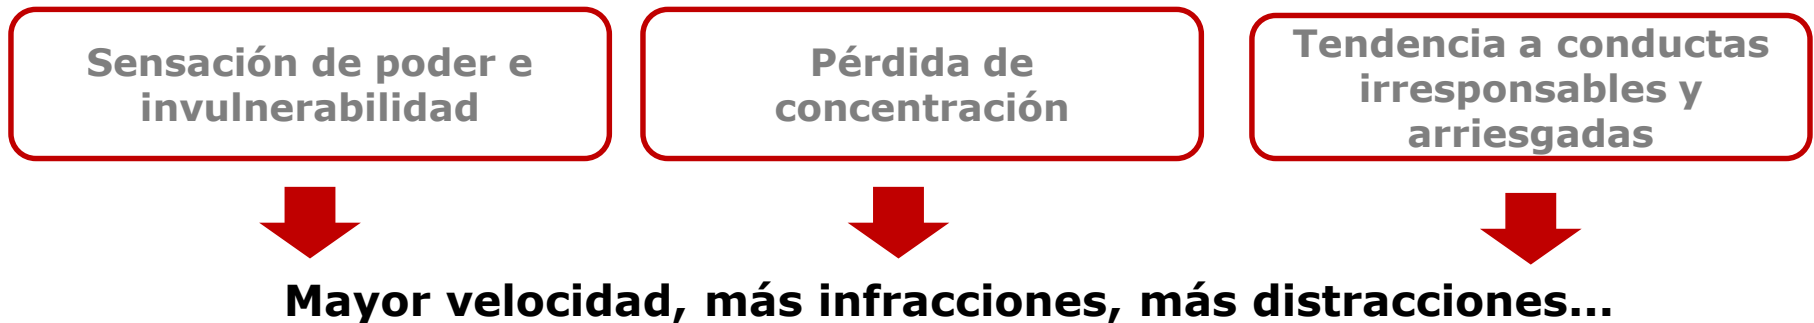 Sensación de poder e
invulnerabilidad
Pérdida de
concentración
Tendencia a conductas
irresponsables y
arriesgadas
Mayor velocidad, más infracciones, más distracciones...